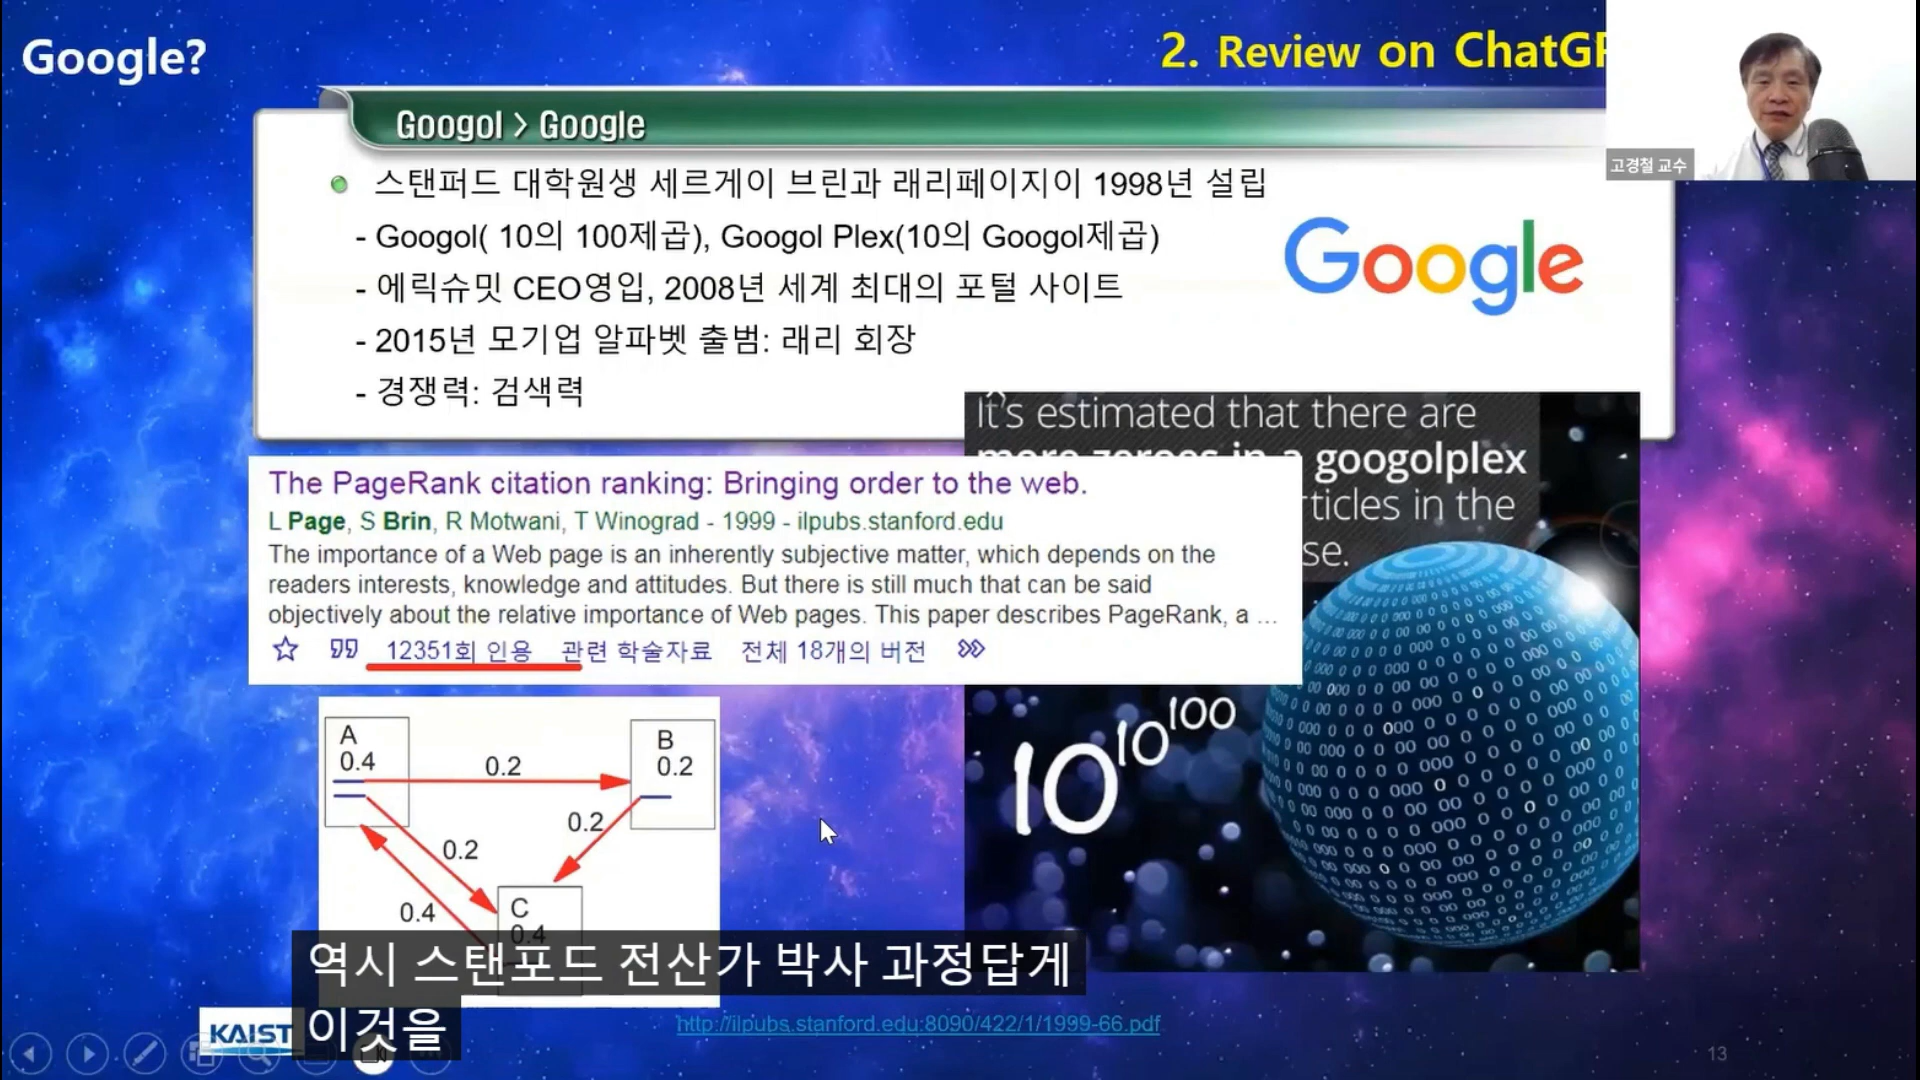 Google?
2. Review on ChatGP
고경철 교수
Googol > Google
스탠퍼드 대학원생 세르게이 브린과 래리페이지이 1998년 설립
- Googol( 10의 100제곱), Googol Plex(10의 Googol제곱)
- 에릭슈밋 CEO영입, 2008년 세계 최대의 포털 사이트
- 2015년 모기업 알파벳 출범: 래리 회장
- 경쟁력: 검색력
Google
It's estimated that there are
more zeroes in a googolplex
ticles in the
se.
The PageRank citation ranking: Bringing order to the web.
L Page, S Brin, R Motwani, T Winograd - 1999 - ilpubs.stanford.edu
The importance of a Web page is an inherently subjective matter, which depends on the
readers interests, knowledge and attitudes. But there is still much that can be said
objectively about the relative importance of Web pages. This paper describes PageRank, a ...
12351회 인용 관련 학술자료 전체 18개의 버전
A
0.4
0.2
B
0.2
0.2
0.2
0.4
C
0.4
10^10^100
역시 스탠포드 전산가 박사 과정답게
이것을
KAIST
http://ilpubs.stanford.edu:8090/422/1/1999-66.pdf
13